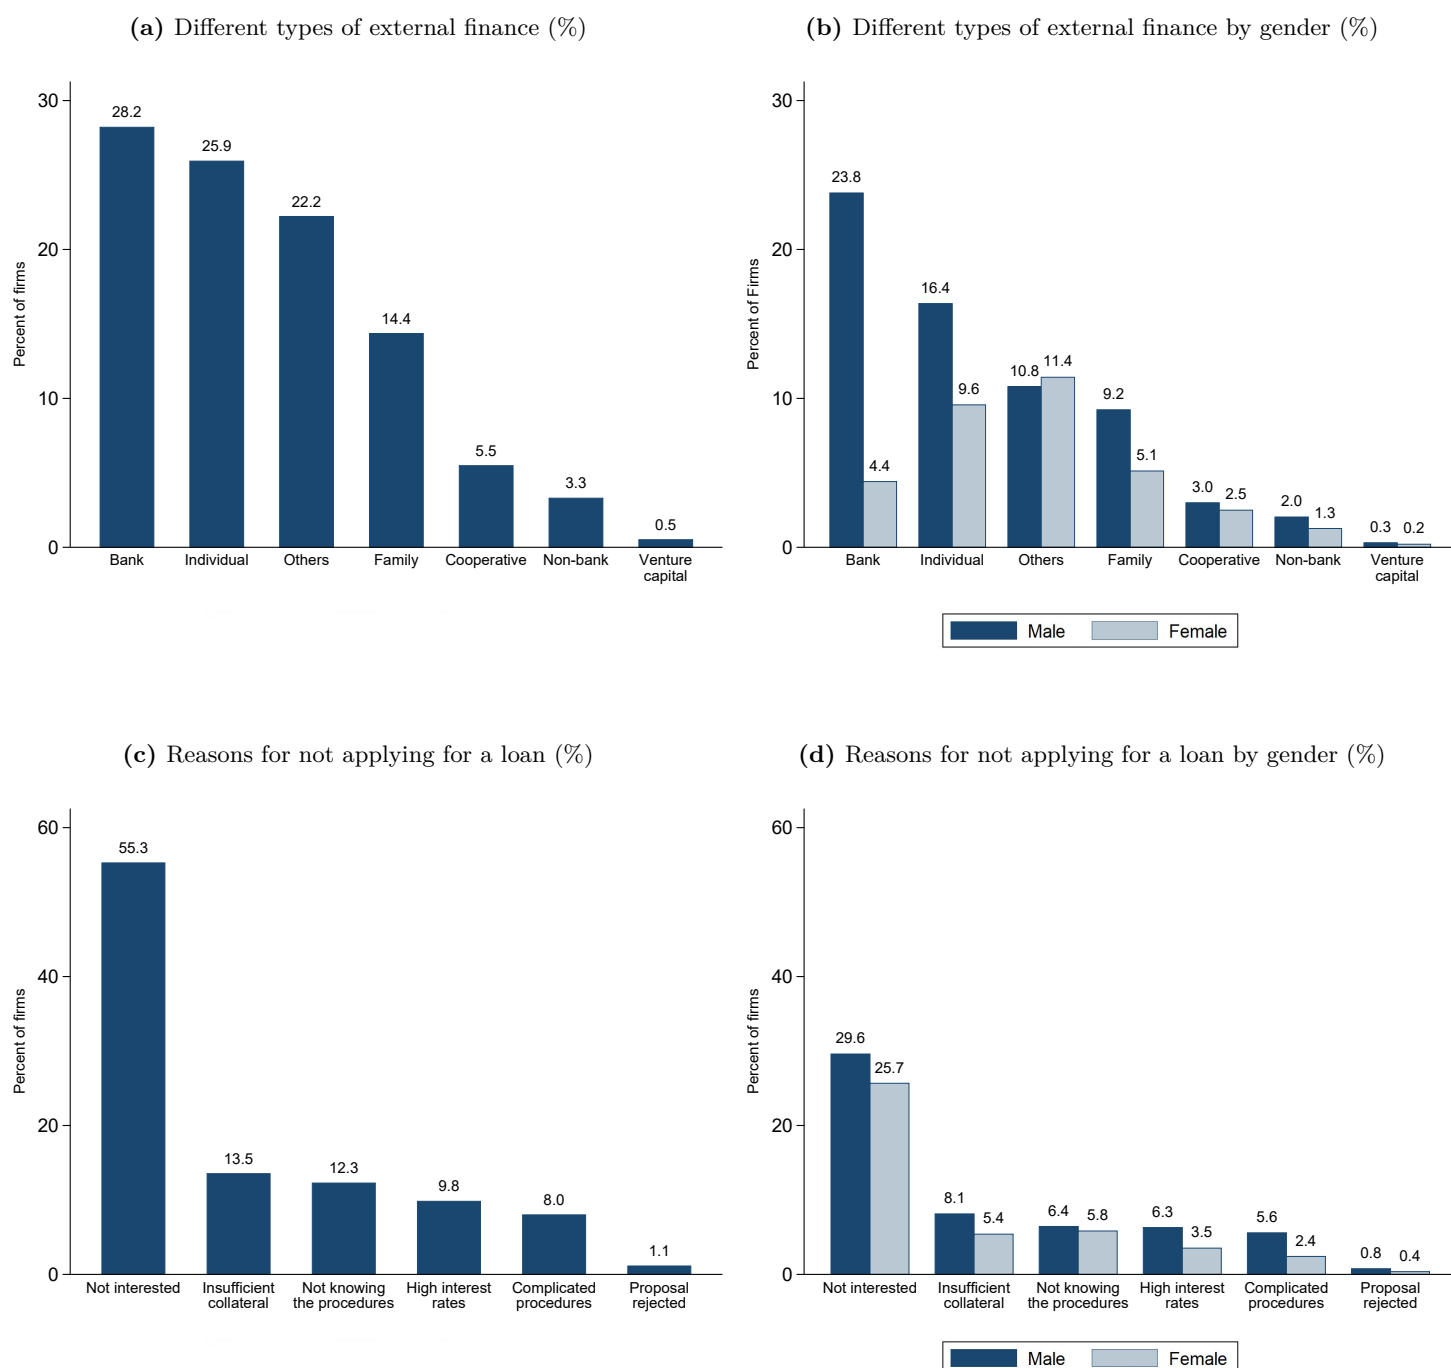 (a) Different types of external finance (%)
30
20
10
0
Percent of firms
28.2
25.9
22.2
14.4
5.5
3.3
0.5
Bank
Individual
Others
Family
Cooperative
Non-bank
Venture
capital
(b) Different types of external finance by gender (%)
30
20
10
0
Percent of Firms
23.8
4.4
16.4
9.6
10.8
11.4
9.2
5.1
3.0
2.5
2.0
1.3
0.3
0.2
Bank
Individual
Others
Family
Cooperative
Non-bank
Venture
capital
Male
Female
(c) Reasons for not applying for a loan (%)
60
40
20
0
Percent of firms
55.3
13.5
12.3
9.8
8.0
1.1
Not interested
Insufficient
collateral
Not knowing
the procedures
High interest
rates
Complicated
procedures
Proposal
rejected
(d) Reasons for not applying for a loan by gender (%)
60
40
20
0
Percent of firms
29.6
25.7
8.1
5.4
6.4
5.8
6.3
3.5
5.6
2.4
0.8
0.4
Not interested
Insufficient
collateral
Not knowing
the procedures
High interest
rates
Complicated
procedures
Proposal
rejected
Male
Female